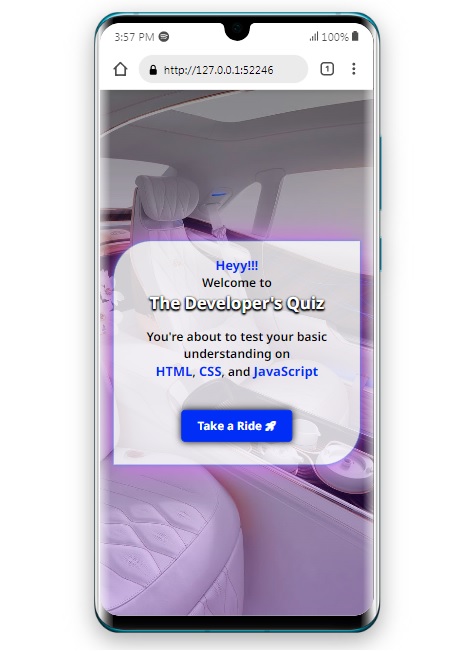 3:57 PM
100%
http://127.0.0.1:52246
1
Heyy!!!
Welcome to
The Developer's Quiz
You're about to test your basic
understanding on
HTML, CSS, and JavaScript
Take a Ride